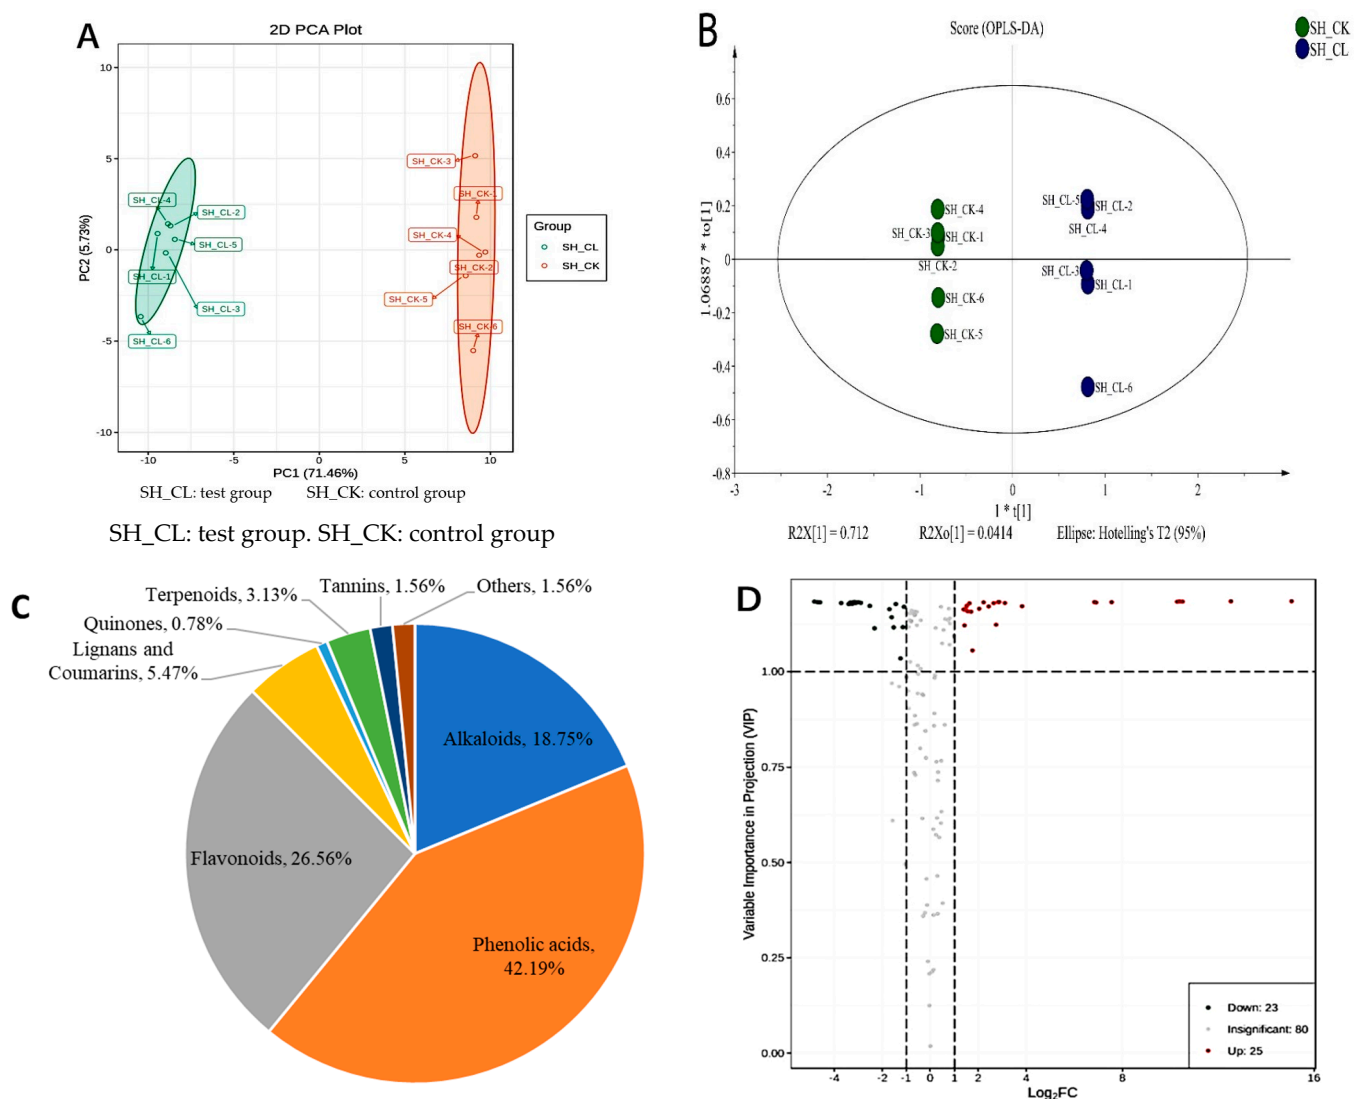 A
2D PCA Plot
10
5
0
-5
-10
PC2 (5.73%)
SH_CL-4
SH_CL-2
SH_CL-5
SH_CL-1
SH_CL-3
SH_CL-6
SH_CK-3
SH_CK-1
SH_CK-4
SH_CK-2
SH_CK-5
SH_CK-6
Group
SH_CL
SH_CK
-10
-5
0
5
10
PC1 (71.46%)
SH_CL: test group SH_CK: control group
SH_CL: test group. SH_CK: control group
B
Score (OPLS-DA)
SH_CK
SH_CL
0.6
0.4
0.2
0
-0.2
-0.4
-0.6
-0.8
1.06887 * to[1]
SH_CK-4
SH_CK-3
SH_CK-1
SH_CK-2
SH_CK-6
SH_CK-5
SH_CL-5
SH_CL-2
SH_CL-4
SH_CL-3
SH_CL-1
SH_CL-6
-3
-2
-1
0
1
2
1 * t[1]
R2X[1] = 0.712 R2Xo[1] = 0.0414 Ellipse: Hotelling's T2 (95%)
C
Terpenoids, 3.13%
Tannins, 1.56%
Others, 1.56%
Quinones, 0.78%
Lignans and
Coumarins, 5.47%
Alkaloids, 18.75%
Flavonoids, 26.56%
Phenolic acids,
42.19%
D
1.00
0.75
0.50
0.25
0.00
Variable Importance in Projection (VIP)
Down: 23
Insignificant: 80
Up: 25
-4
-2
-1
0
1
2
4
8
16
Log₂FC